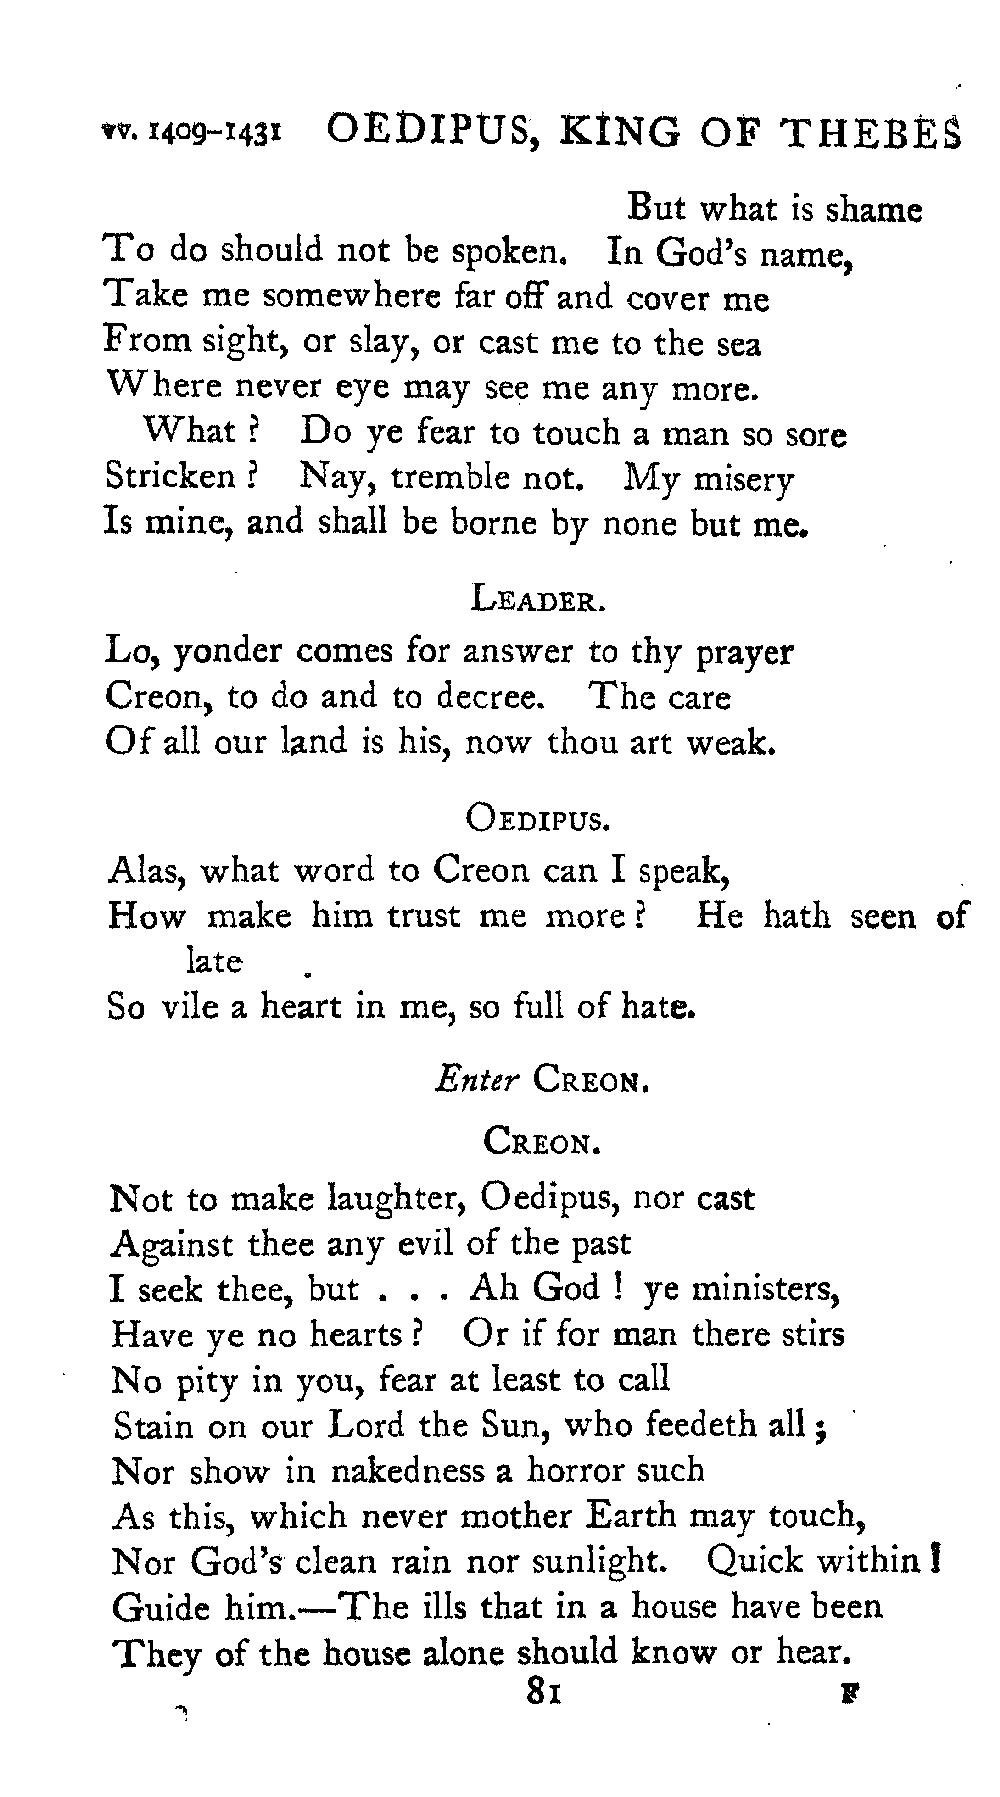 vv. 1409–1431 OEDIPUS, KING OF THEBES
But what is shame
To do should not be spoken. In God's name,
Take me somewhere far off and cover me
From sight, or slay, or cast me to the sea
Where never eye may see me any more.
What ? Do ye fear to touch a man so sore
Stricken ? Nay, tremble not. My misery
Is mine, and shall be borne by none but me.
LEADER.
Lo, yonder comes for answer to thy prayer
Creon, to do and to decree. The care
Of all our land is his, now thou art weak.
OEDIPUS.
Alas, what word to Creon can I speak,
How make him trust me more ? He hath seen of
late
So vile a heart in me, so full of hate.
Enter CREON.
CREON.
Not to make laughter, Oedipus, nor cast
Against thee any evil of the past
I seek thee, but . . . Ah God ! ye ministers,
Have ye no hearts ? Or if for man there stirs
No pity in you, fear at least to call
Stain on our Lord the Sun, who feedeth all ;
Nor show in nakedness a horror such
As this, which never mother Earth may touch,
Nor God's clean rain nor sunlight. Quick within !
Guide him.—The ills that in a house have been
They of the house alone should know or hear.
81 F